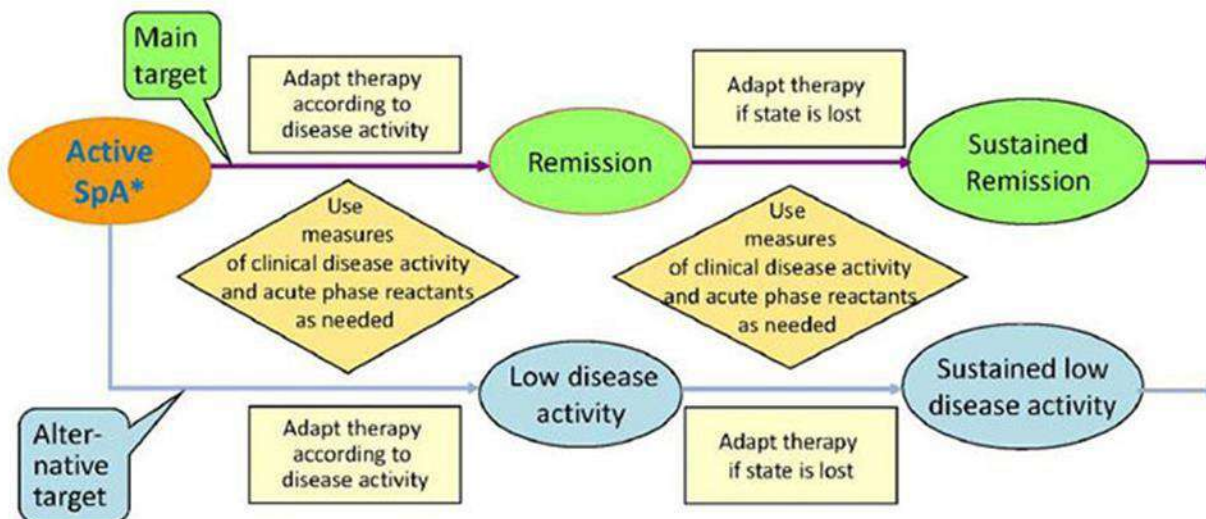 Main
target
Adapt therapy
according to
disease activity
Adapt therapy
if state is lost
Active
SpA*
Remission
Sustained
Remission
Use
measures
of clinical disease activity
and acute phase reactants
as needed
Use
measures
of clinical disease activity
and acute phase reactants
as needed
Low disease
activity
Sustained low
disease activity
Alter-
native
target
Adapt therapy
according to
disease activity
Adapt therapy
if state is lost